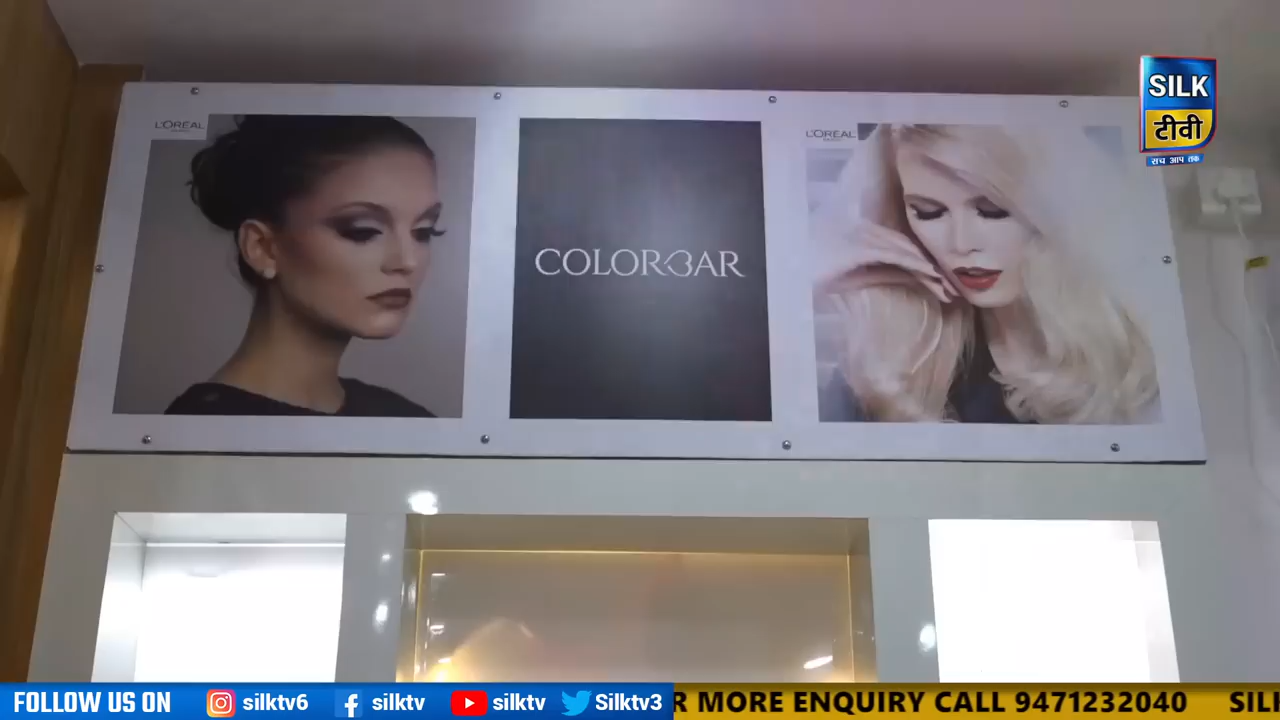 SILK
टीवी
सच आप तक
L'ORÉAL
COLORBAR
L'ORÉAL
FOLLOW US ON silktv6 silktv silktv Silktv3
R MORE ENQUIRY CALL 9471232040 SIL